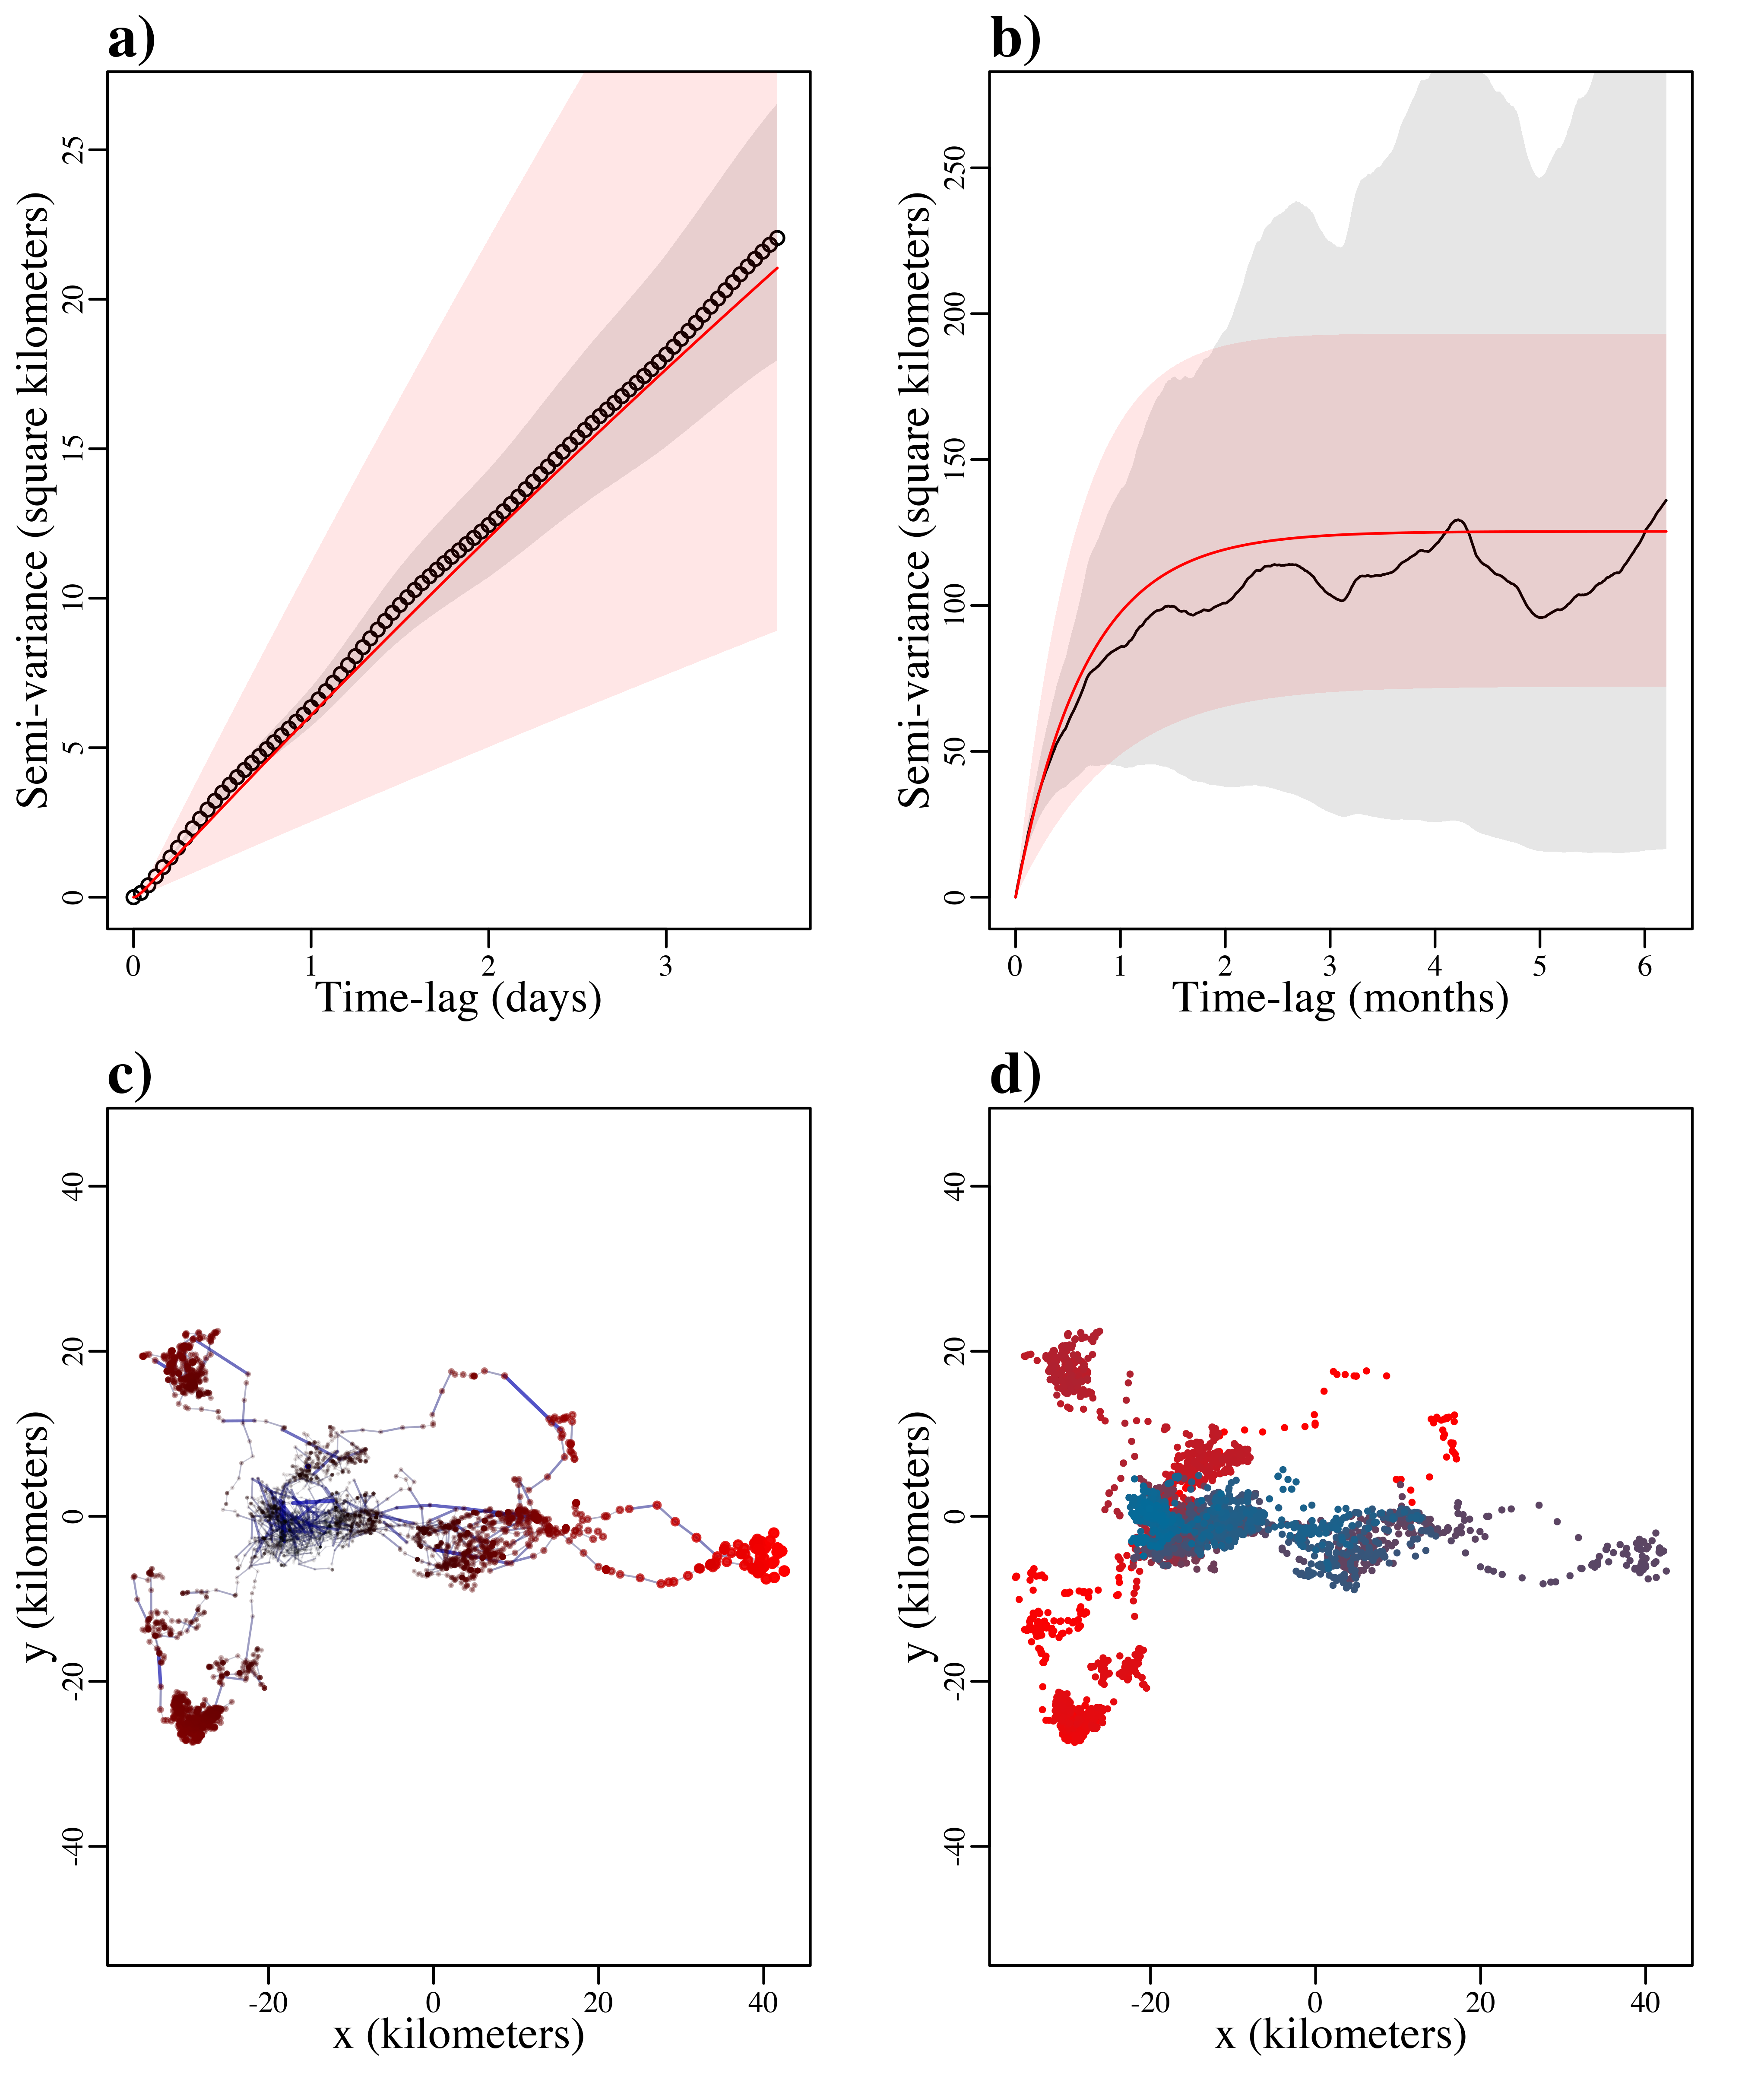 a)
Semi-variance (square kilometers)
0 5 10 15 20 25
0 1 2 3
Time-lag (days)
b)
Semi-variance (square kilometers)
0 50 100 150 200 250
0 1 2 3 4 5 6
Time-lag (months)
c)
y (kilometers)
-40 -20 0 20 40
-20 0 20 40
x (kilometers)
d)
y (kilometers)
-40 -20 0 20 40
-20 0 20 40
x (kilometers)